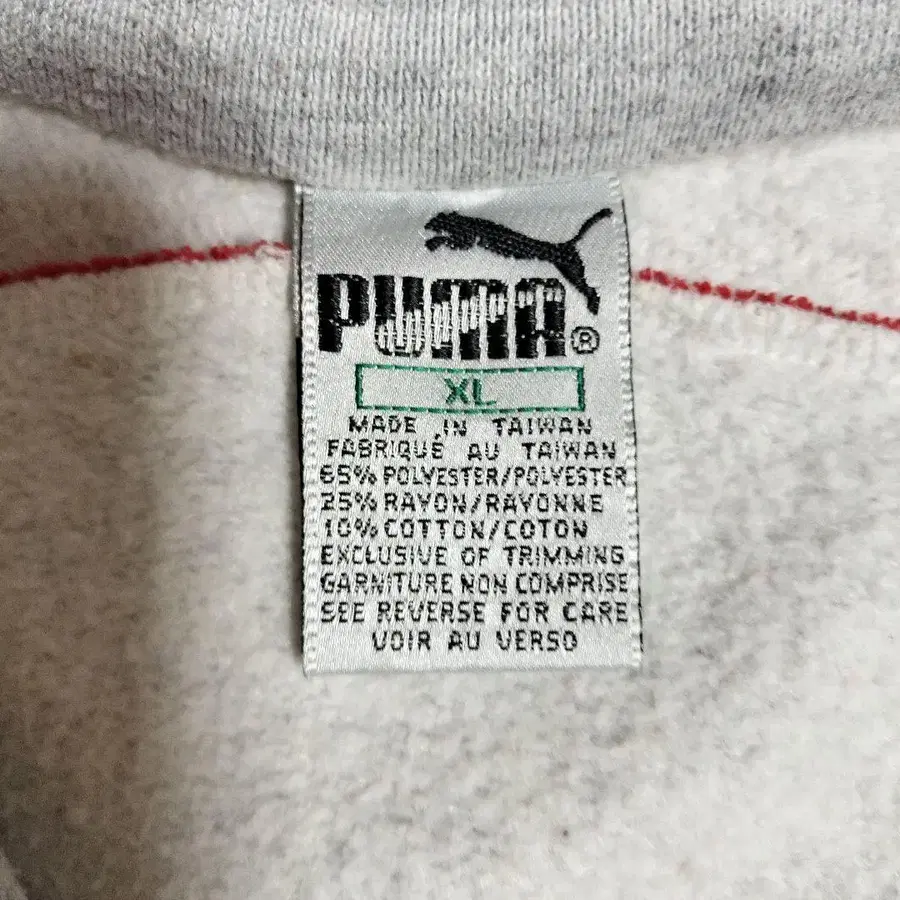 PUMA®
XL
MADE IN TAIWAN
FABRIQUÉ AU TAIWAN
65% POLYESTER/POLYESTER
25% RAYON/RAYONNE
10% COTTON/COTON
EXCLUSIVE OF TRIMMING
GARNITURE NON COMPRISE
SEE REVERSE FOR CARE
VOIR AU VERSO